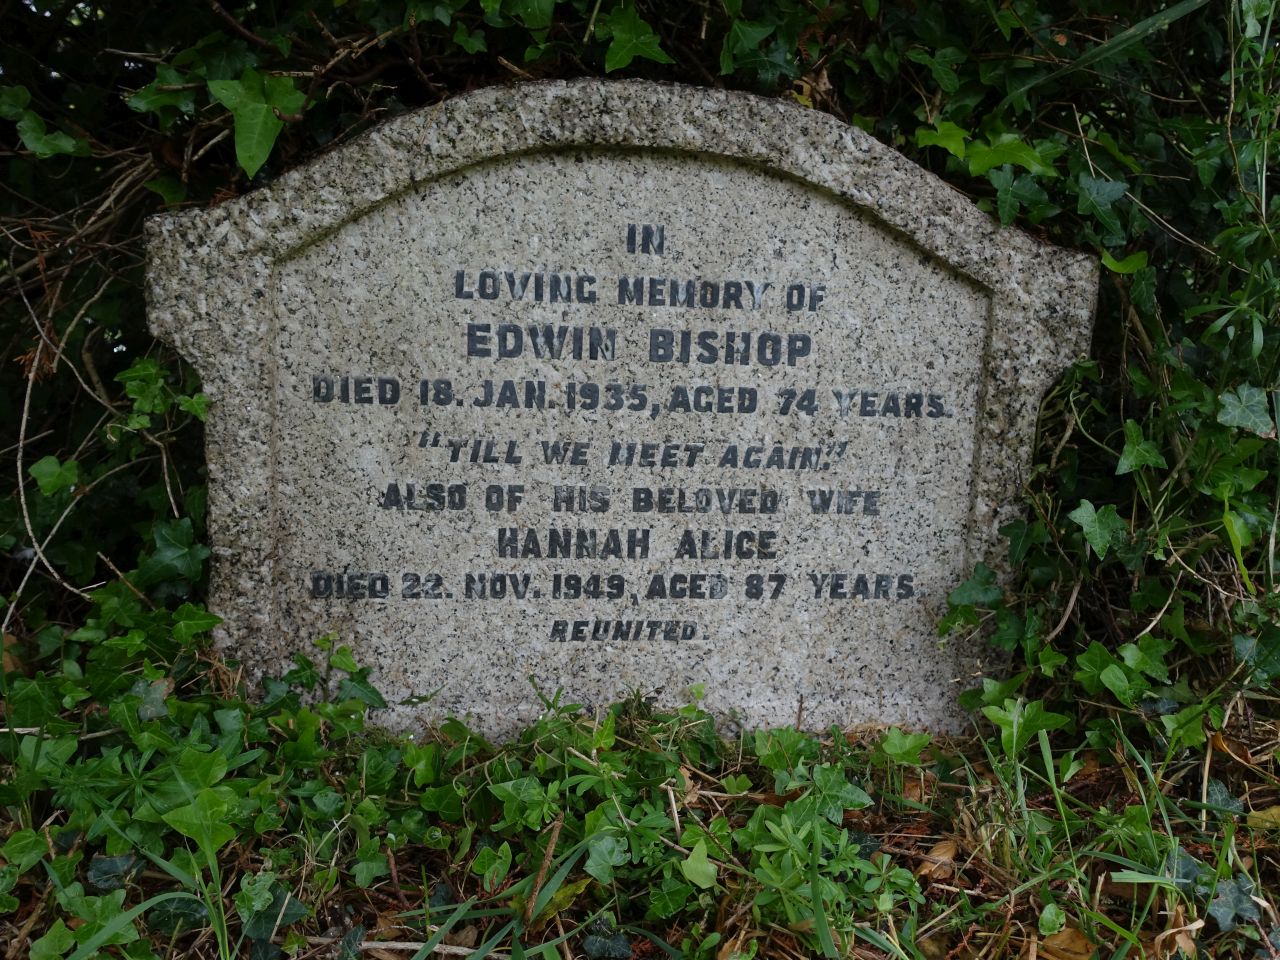 IN
LOVING MEMORY OF
EDWIN BISHOP
DIED 18. JAN. 1935, AGED 74 YEARS.
"TILL WE MEET AGAIN."
ALSO OF HIS BELOVED WIFE
HANNAH ALICE
DIED 22. NOV. 1949, AGED 87 YEARS.
REUNITED.